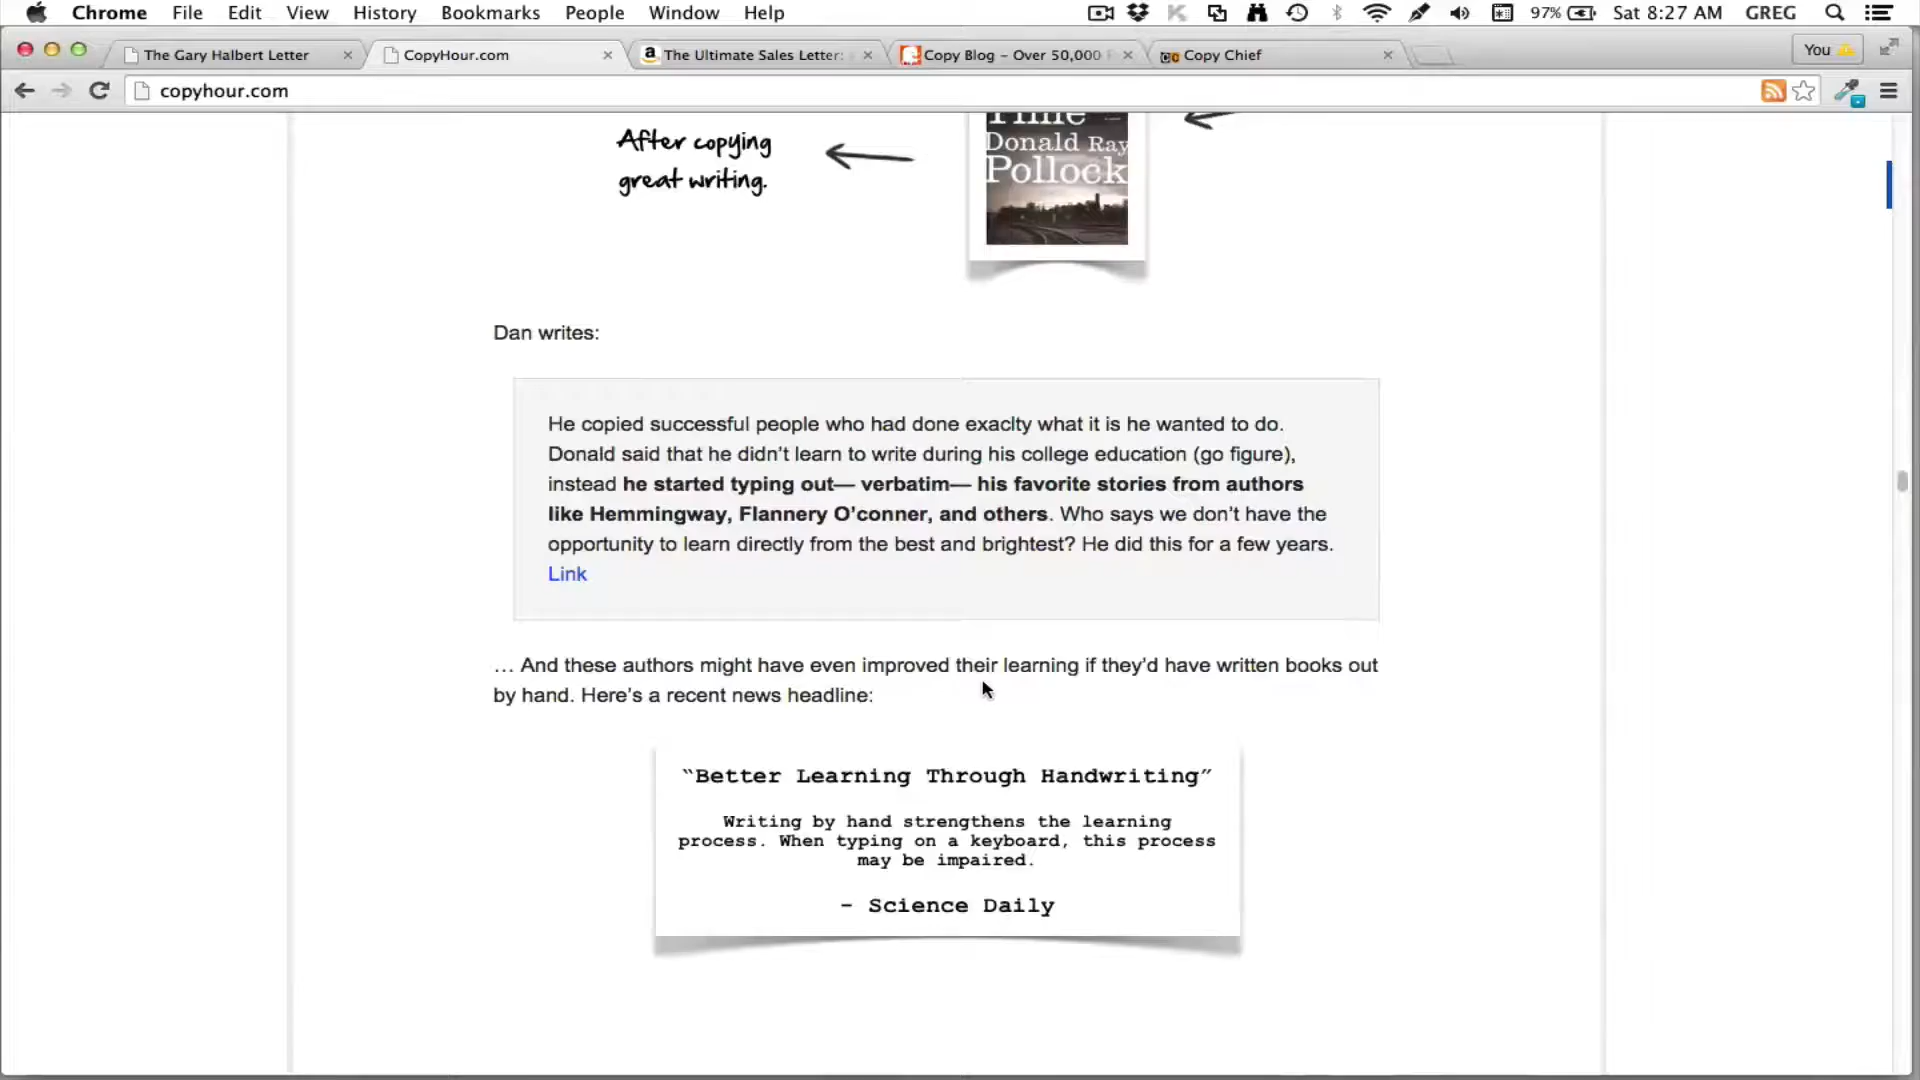 Chrome File Edit View History Bookmarks People Window Help 97% Sat 8:27 AM GREG
The Gary Halbert Letter CopyHour.com The Ultimate Sales Letter: Copy Blog – Over 50,000 Copy Chief You
copyhour.com
After copying
great writing.
Time
Donald Ray
Pollock
Dan writes:
He copied successful people who had done exaclty what it is he wanted to do.
Donald said that he didn't learn to write during his college education (go figure),
instead he started typing out— verbatim— his favorite stories from authors
like Hemmingway, Flannery O'conner, and others. Who says we don't have the
opportunity to learn directly from the best and brightest? He did this for a few years.
Link
… And these authors might have even improved their learning if they'd have written books out
by hand. Here's a recent news headline:
"Better Learning Through Handwriting"
Writing by hand strengthens the learning
process. When typing on a keyboard, this process
may be impaired.
- Science Daily